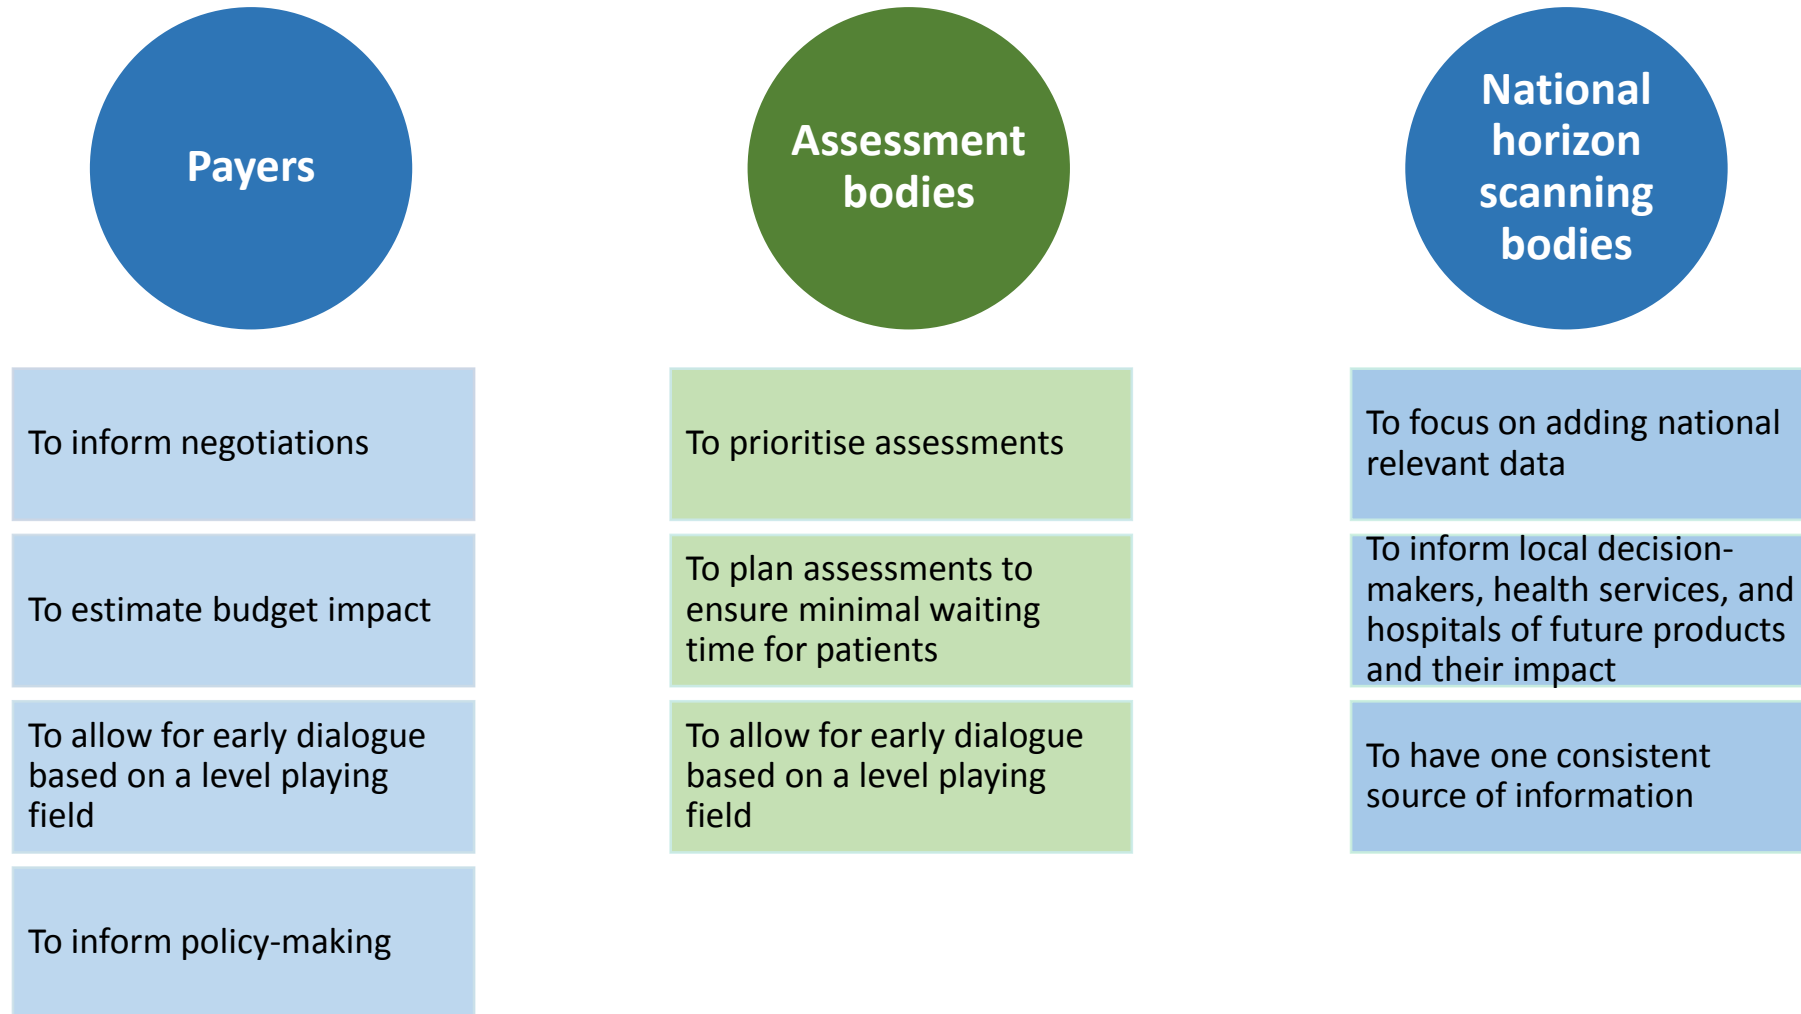 Payers
To inform negotiations
To estimate budget impact
To allow for early dialogue
based on a level playing
field
To inform policy-making
Assessment
bodies
To prioritise assessments
To plan assessments to
ensure minimal waiting
time for patients
To allow for early dialogue
based on a level playing
field
National
horizon
scanning
bodies
To focus on adding national
relevant data
To inform local decision-
makers, health services, and
hospitals of future products
and their impact
To have one consistent
source of information